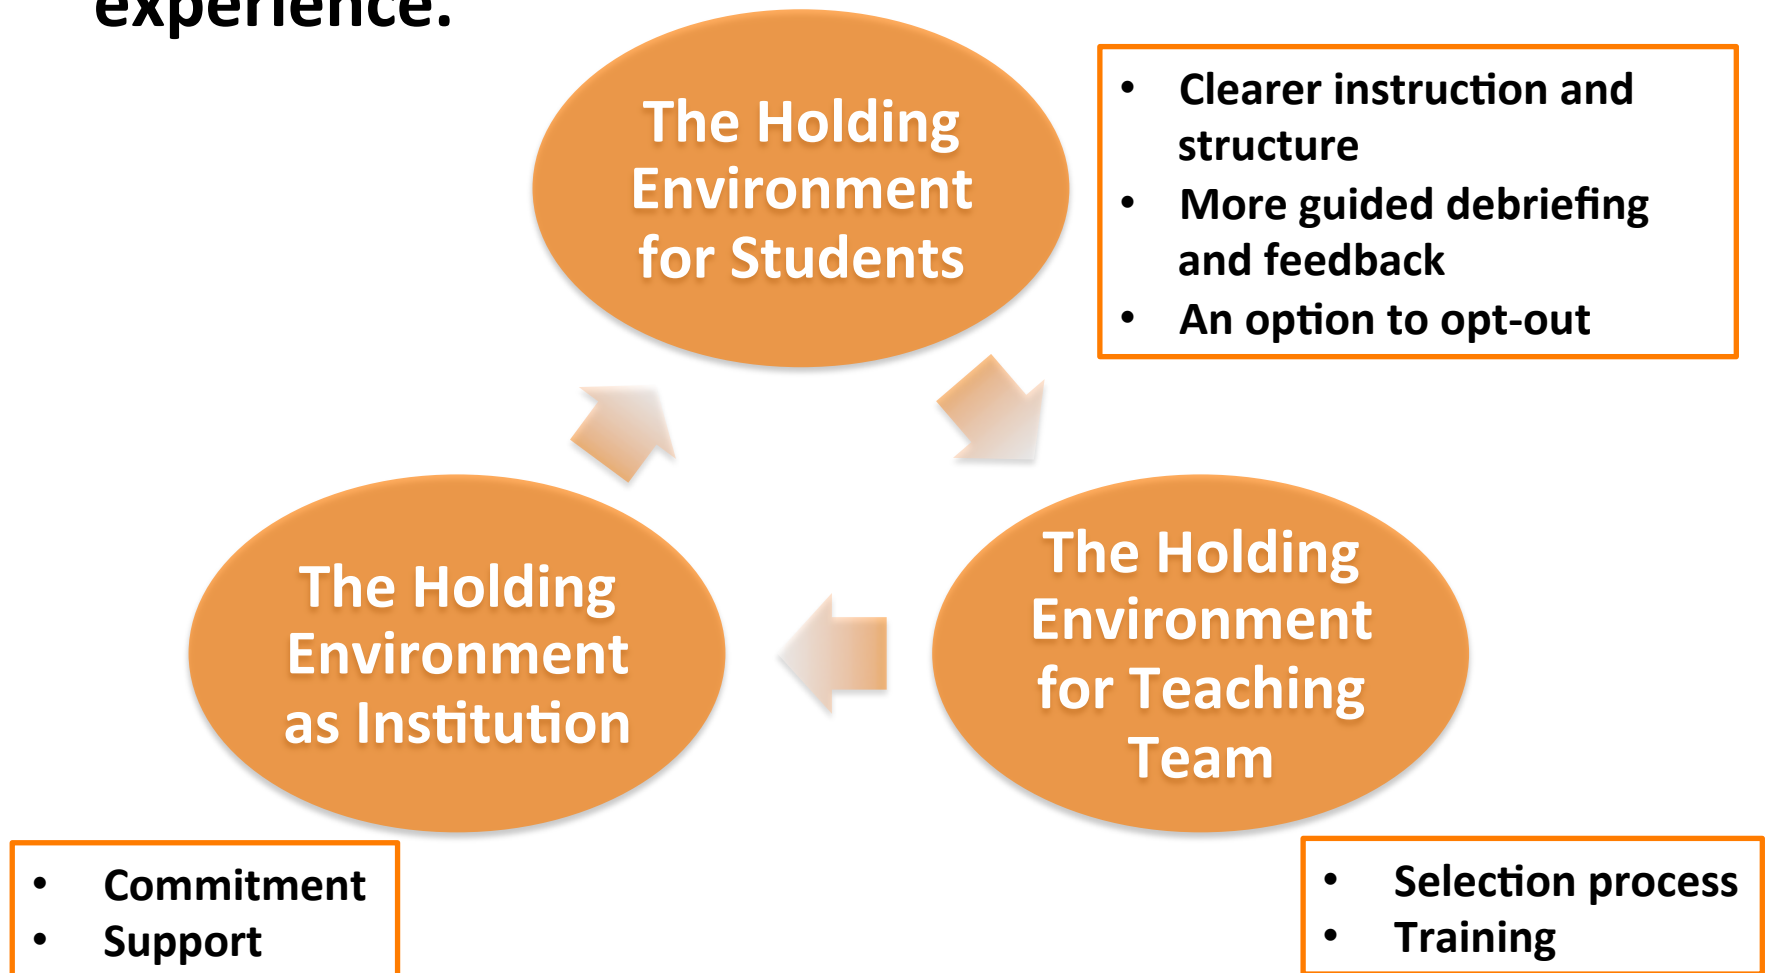 experience.
The Holding
Environment
for Students
• Clearer instruction and
structure
• More guided debriefing
and feedback
• An option to opt-out
The Holding
Environment
as Institution
The Holding
Environment
for Teaching
Team
• Commitment
• Support
• Selection process
• Training